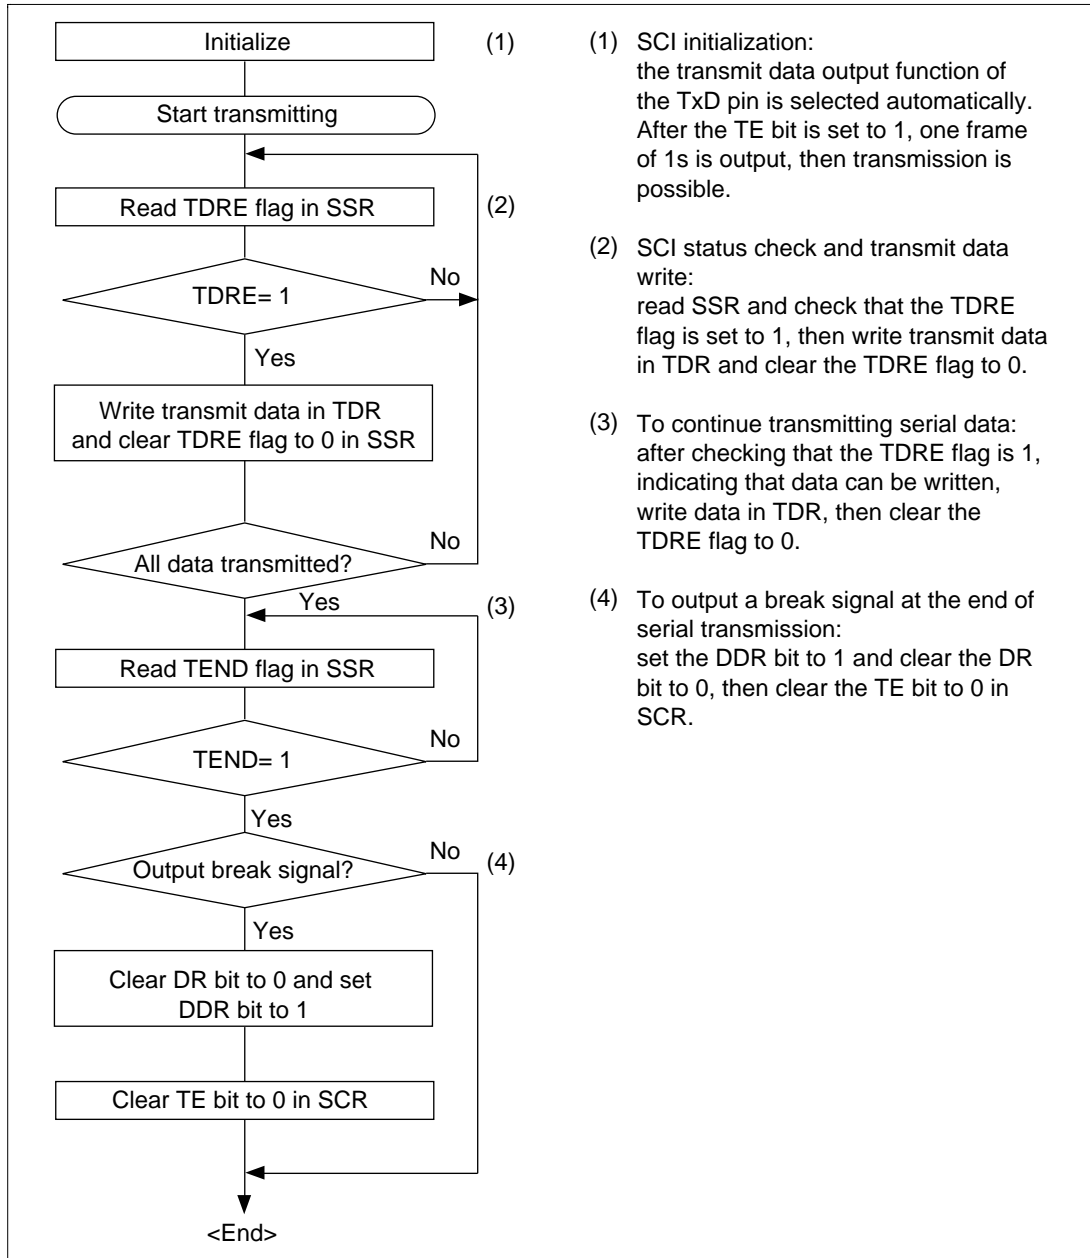 Initialize
(1)
Start transmitting
Read TDRE flag in SSR
(2)
TDRE= 1
No
Yes
Write transmit data in TDR
and clear TDRE flag to 0 in SSR
All data transmitted?
No
Yes
(3)
Read TEND flag in SSR
TEND= 1
No
Yes
Output break signal?
No
(4)
Yes
Clear DR bit to 0 and set
DDR bit to 1
Clear TE bit to 0 in SCR
<End>
(1) SCI initialization:
the transmit data output function of
the TxD pin is selected automatically.
After the TE bit is set to 1, one frame
of 1s is output, then transmission is
possible.
(2) SCI status check and transmit data
write:
read SSR and check that the TDRE
flag is set to 1, then write transmit data
in TDR and clear the TDRE flag to 0.
(3) To continue transmitting serial data:
after checking that the TDRE flag is 1,
indicating that data can be written,
write data in TDR, then clear the
TDRE flag to 0.
(4) To output a break signal at the end of
serial transmission:
set the DDR bit to 1 and clear the DR
bit to 0, then clear the TE bit to 0 in
SCR.